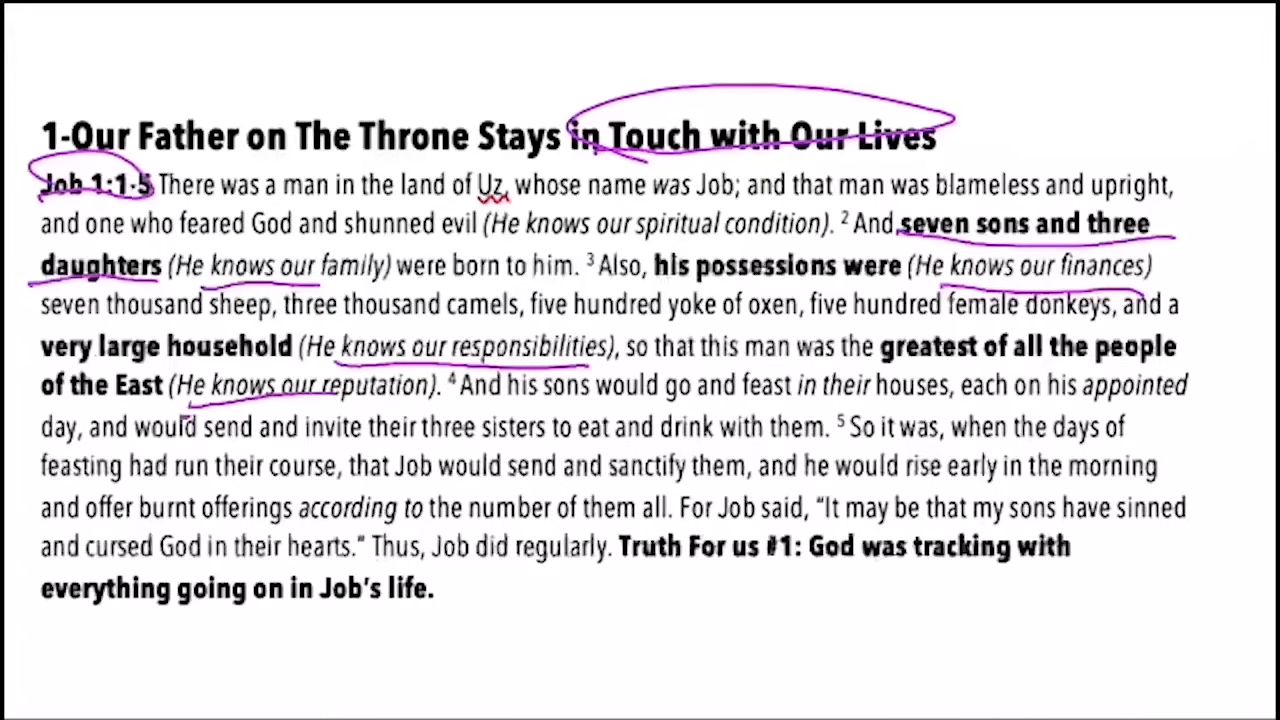 1-Our Father on The Throne Stays in Touch with Our Lives
Job 1:1-5 There was a man in the land of Uz, whose name was Job; and that man was blameless and upright,
and one who feared God and shunned evil (He knows our spiritual condition). 2 And seven sons and three
daughters (He knows our family) were born to him. 3 Also, his possessions were (He knows our finances)
seven thousand sheep, three thousand camels, five hundred yoke of oxen, five hundred female donkeys, and a
very large household (He knows our responsibilities), so that this man was the greatest of all the people
of the East (He knows our reputation). 4 And his sons would go and feast in their houses, each on his appointed
day, and would send and invite their three sisters to eat and drink with them. 5 So it was, when the days of
feasting had run their course, that Job would send and sanctify them, and he would rise early in the morning
and offer burnt offerings according to the number of them all. For Job said, "It may be that my sons have sinned
and cursed God in their hearts." Thus, Job did regularly. Truth For us #1: God was tracking with
everything going on in Job's life.